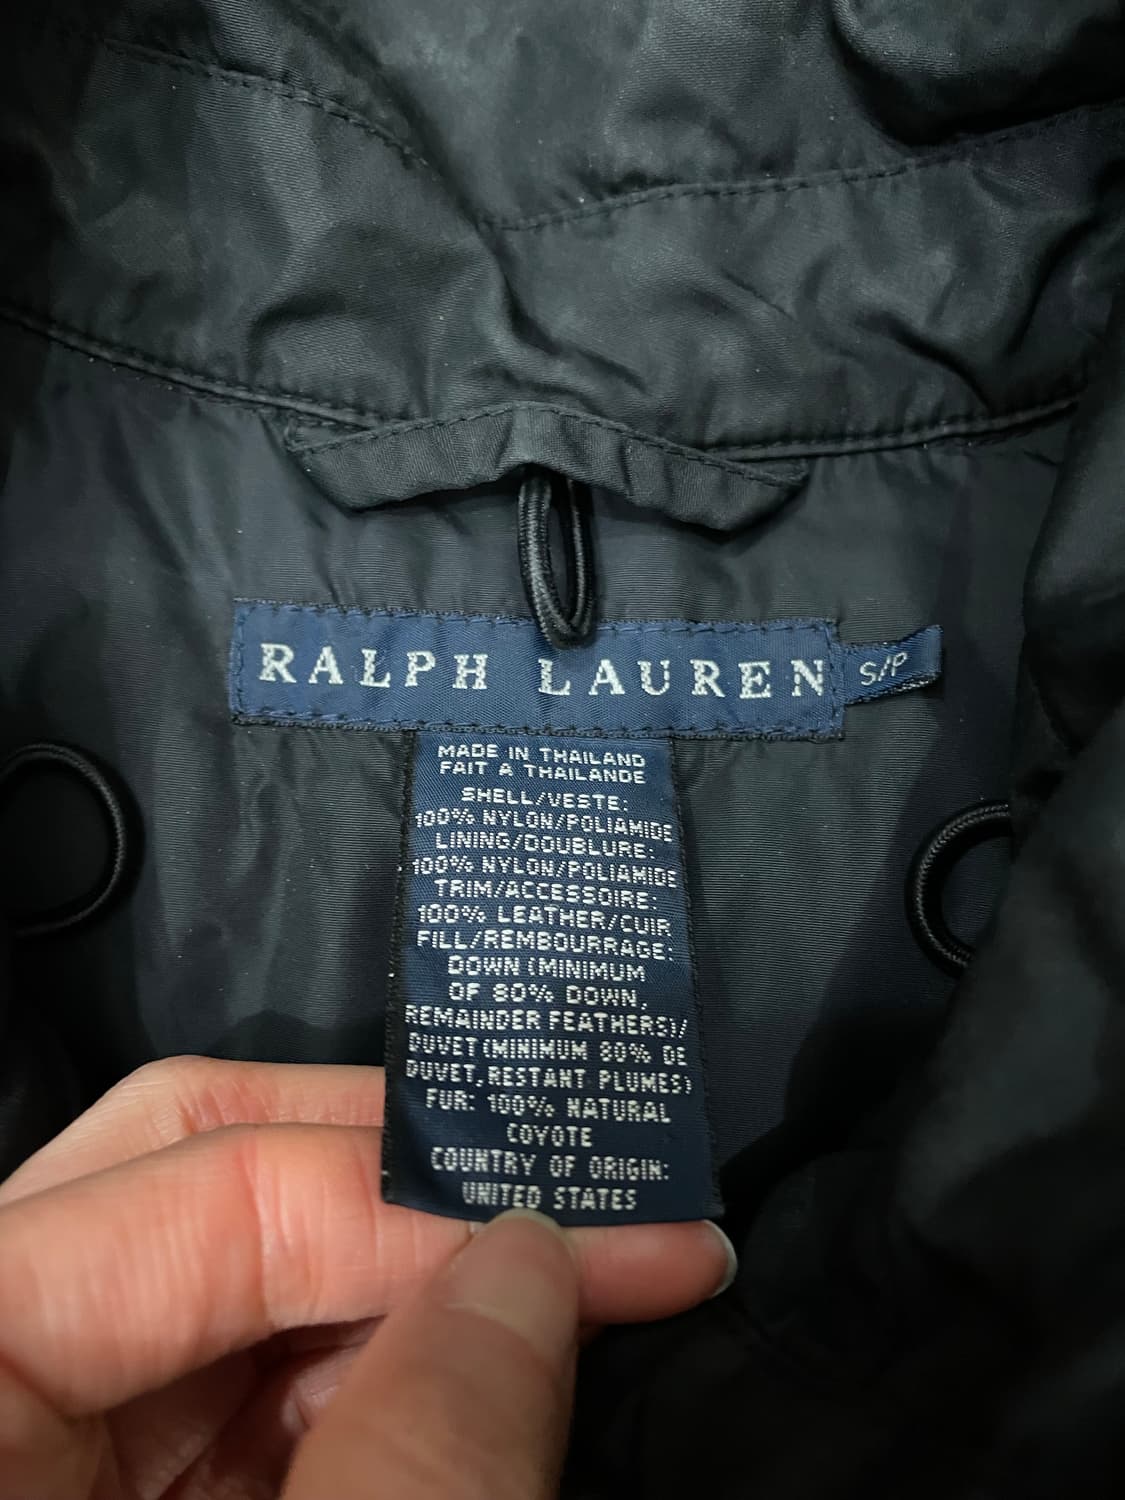 RALPH LAUREN
S/P
MADE IN THAILAND
FAIT A THAILANDE
SHELL/VESTE:
100% NYLON/POLIAMIDE
LINING/DOUBLURE:
100% NYLON/POLIAMIDE
TRIM/ACCESSOIRE:
100% LEATHER/CUIR
FILL/REMBOURRAGE:
DOWN (MINIMUM
OF 80% DOWN,
REMAINDER FEATHERS)/
DUVET (MINIMUM 80% DE
DUVET, RESTANT PLUMES)
FUR: 100% NATURAL
COYOTE
COUNTRY OF ORIGIN:
UNITED STATES